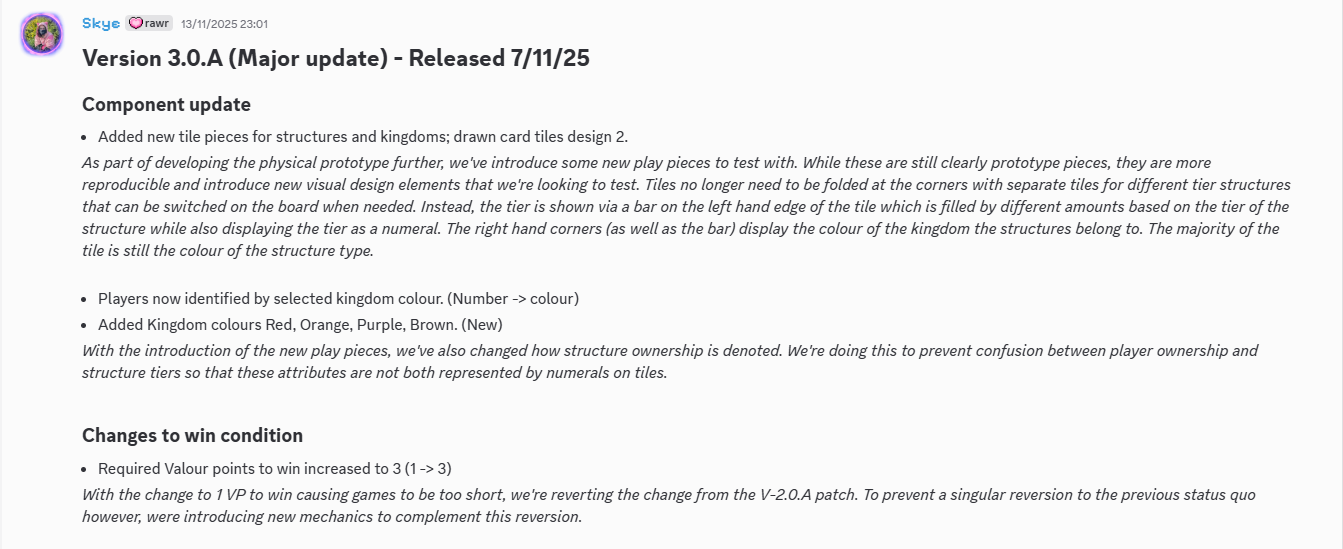 Skye rawr 13/11/2025 23:01
Version 3.0.A (Major update) - Released 7/11/25
Component update
• Added new tile pieces for structures and kingdoms; drawn card tiles design 2.
As part of developing the physical prototype further, we've introduce some new play pieces to test with. While these are still clearly prototype pieces, they are more
reproducible and introduce new visual design elements that we're looking to test. Tiles no longer need to be folded at the corners with separate tiles for different tier structures
that can be switched on the board when needed. Instead, the tier is shown via a bar on the left hand edge of the tile which is filled by different amounts based on the tier of the
structure while also displaying the tier as a numeral. The right hand corners (as well as the bar) display the colour of the kingdom the structures belong to. The majority of the
tile is still the colour of the structure type.
• Players now identified by selected kingdom colour. (Number -> colour)
• Added Kingdom colours Red, Orange, Purple, Brown. (New)
With the introduction of the new play pieces, we've also changed how structure ownership is denoted. We're doing this to prevent confusion between player ownership and
structure tiers so that these attributes are not both represented by numerals on tiles.
Changes to win condition
• Required Valour points to win increased to 3 (1 -> 3)
With the change to 1 VP to win causing games to be too short, we're reverting the change from the V-2.0.A patch. To prevent a singular reversion to the previous status quo
however, were introducing new mechanics to complement this reversion.